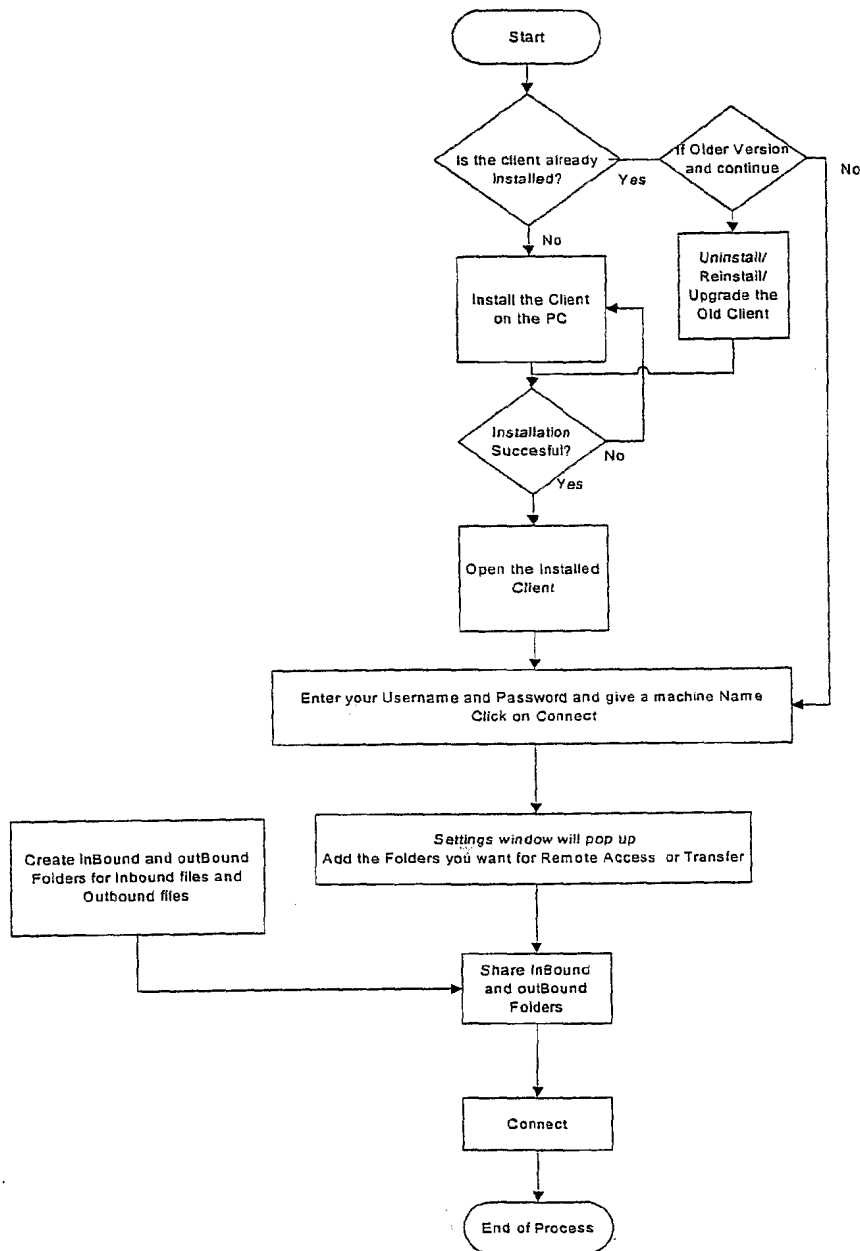 Start
Is the client already
Installed?
Yes
If Older Version
and continue
No
No
Install the Client
on the PC
Uninstall/
Reinstall/
Upgrade the
Old Client
Installation
Succesful?
No
Yes
Open the Installed
Client
Enter your Username and Password and give a machine Name
Click on Connect
Settings window will pop up
Add the Folders you want for Remote Access or Transfer
Create InBound and outBound
Folders for Inbound files and
Outbound files
Share InBound
and outBound
Folders
Connect
End of Process